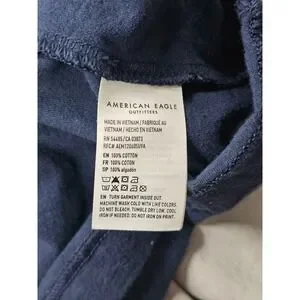 AMERICAN EAGLE
OUTFITTERS
MADE IN VIETNAM / FABRIQUÉ AU
VIETNAM / HECHO EN VIETNAM
RN 54485/CA 03873
RFC# AEM120605UVA
EN 100% COTTON
FR 100% COTON
SP 100% algodón
EN TURN GARMENT INSIDE OUT.
MACHINE WASH COLD WITH LIKE COLORS.
DO NOT BLEACH. TUMBLE DRY LOW. COOL
IRON IF NEEDED. DO NOT IRON ON PRINT.